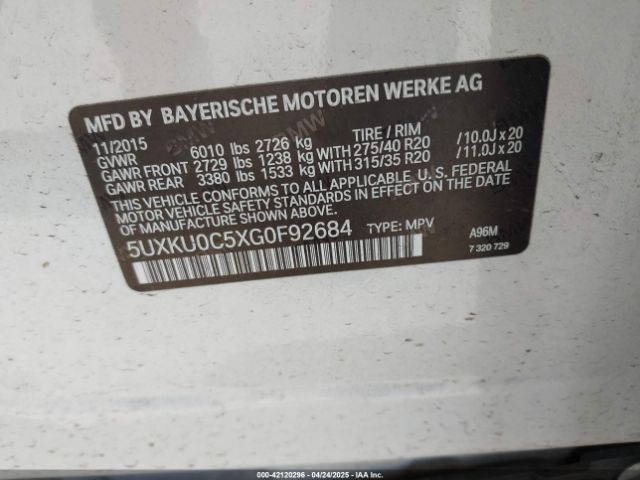 MFD BY BAYERISCHE MOTOREN WERKE AG
11/2015 TIRE / RIM
GVWR 6010 lbs 2726 kg
GAWR FRONT 2729 lbs 1238 kg WITH 275/40 R20 / 10.0J x 20
GAWR REAR 3380 lbs 1533 kg WITH 315/35 R20 / 11.0J x 20
THIS VEHICLE CONFORMS TO ALL APPLICABLE U. S. FEDERAL
MOTOR VEHICLE SAFETY STANDARDS IN EFFECT ON THE DATE
OF MANUFACTURE SHOWN ABOVE.
5UXKU0C5XG0F92684 TYPE: MPV A96M
7 320 729
000-42120296 - 04/24/2025 - IAAI.COM